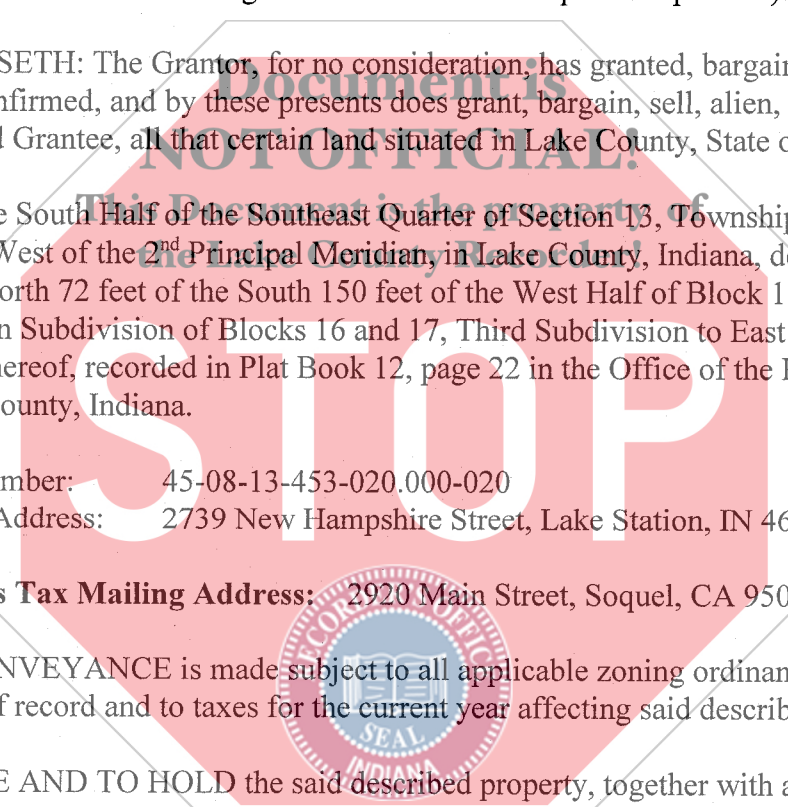 SETH: The Grantor, for no consideration, has granted, bargain
nfirmed, and by these presents does grant, bargain, sell, alien,
d Grantee, all that certain land situated in Lake County, State o
e South Half of the Southeast Quarter of Section 13, Township
West of the 2nd Principal Meridian, in Lake County, Indiana, de
orth 72 feet of the South 150 feet of the West Half of Block 1
n Subdivision of Blocks 16 and 17, Third Subdivision to East
hereof, recorded in Plat Book 12, page 22 in the Office of the R
ounty, Indiana.
mber: 45-08-13-453-020.000-020
Address: 2739 New Hampshire Street, Lake Station, IN 46
s Tax Mailing Address: 2920 Main Street, Soquel, CA 950
NVEYANCE is made subject to all applicable zoning ordinan
f record and to taxes for the current year affecting said describ
E AND TO HOLD the said described property, together with a
Document is
NOT OFFICIAL!
This Document is the property of
the Lake County Recorder!
STOP
RECORDER'S OFFICE
SEAL
INDIANA